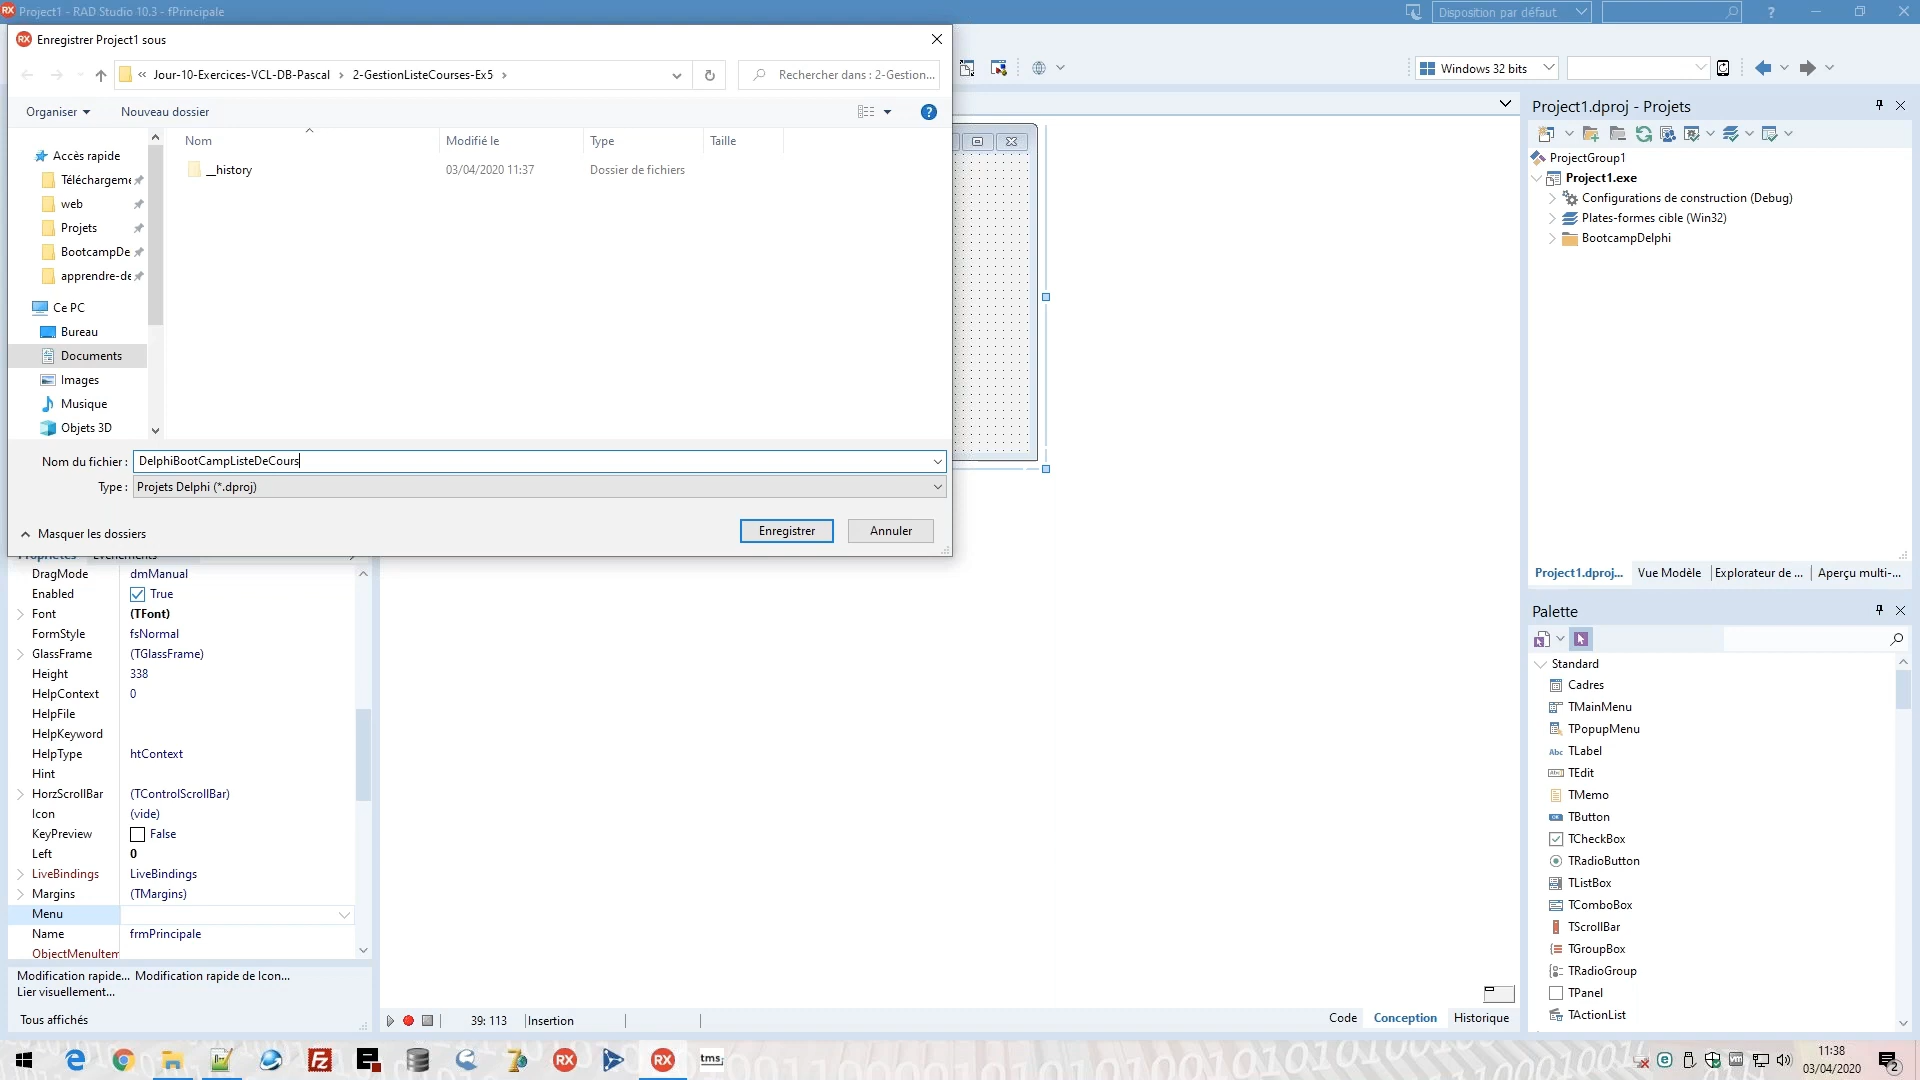 Project1 - RAD Studio 10.3 - fPrincipale
Disposition par défaut
?
Enregistrer Project1 sous
« Jour-10-Exercices-VCL-DB-Pascal › 2-GestionListeCourses-Ex5 ›
Rechercher dans : 2-Gestion...
Organiser
Nouveau dossier
?
Nom
Modifié le
Type
Taille
__history
03/04/2020 11:37
Dossier de fichiers
Accès rapide
Téléchargeme
web
Projets
BootcampDe
apprendre-de
Ce PC
Bureau
Documents
Images
Musique
Objets 3D
Nom du fichier : DelphiBootCampListeDeCours
Type : Projets Delphi (*.dproj)
Masquer les dossiers
Enregistrer
Annuler
Windows 32 bits
Project1.dproj - Projets
ProjectGroup1
Project1.exe
Configurations de construction (Debug)
Plates-formes cible (Win32)
BootcampDelphi
Project1.dproj...
Vue Modèle
Explorateur de ...
Aperçu multi-...
Propriétés
Événements
DragMode dmManual
Enabled True
Font (TFont)
FormStyle fsNormal
GlassFrame (TGlassFrame)
Height 338
HelpContext 0
HelpFile
HelpKeyword
HelpType htContext
Hint
HorzScrollBar (TControlScrollBar)
Icon (vide)
KeyPreview False
Left 0
LiveBindings LiveBindings
Margins (TMargins)
Menu
Name frmPrincipale
ObjectMenuItem
Modification rapide... Modification rapide de Icon...
Lier visuellement...
Tous affichés
39: 113
Insertion
Code
Conception
Historique
Palette
Standard
Cadres
TMainMenu
TPopupMenu
TLabel
TEdit
TMemo
TButton
TCheckBox
TRadioButton
TListBox
TComboBox
TScrollBar
TGroupBox
TRadioGroup
TPanel
TActionList
RX
RX
tms
11:38
03/04/2020
2